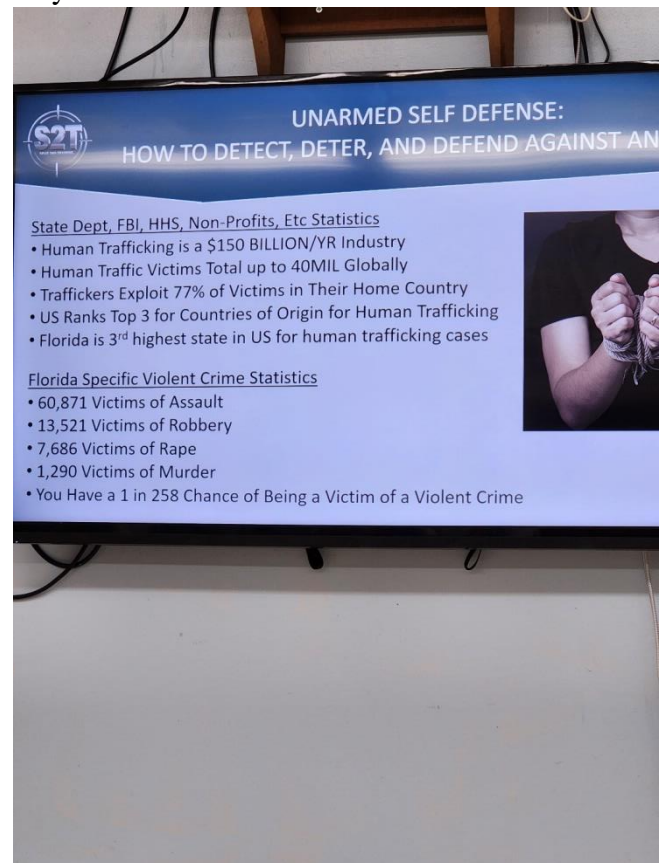 S2T
UNARMED SELF DEFENSE:
HOW TO DETECT, DETER, AND DEFEND AGAINST AN
State Dept, FBI, HHS, Non-Profits, Etc Statistics
• Human Trafficking is a $150 BILLION/YR Industry
• Human Traffic Victims Total up to 40MIL Globally
• Traffickers Exploit 77% of Victims in Their Home Country
• US Ranks Top 3 for Countries of Origin for Human Trafficking
• Florida is 3rd highest state in US for human trafficking cases
Florida Specific Violent Crime Statistics
• 60,871 Victims of Assault
• 13,521 Victims of Robbery
• 7,686 Victims of Rape
• 1,290 Victims of Murder
• You Have a 1 in 258 Chance of Being a Victim of a Violent Crime